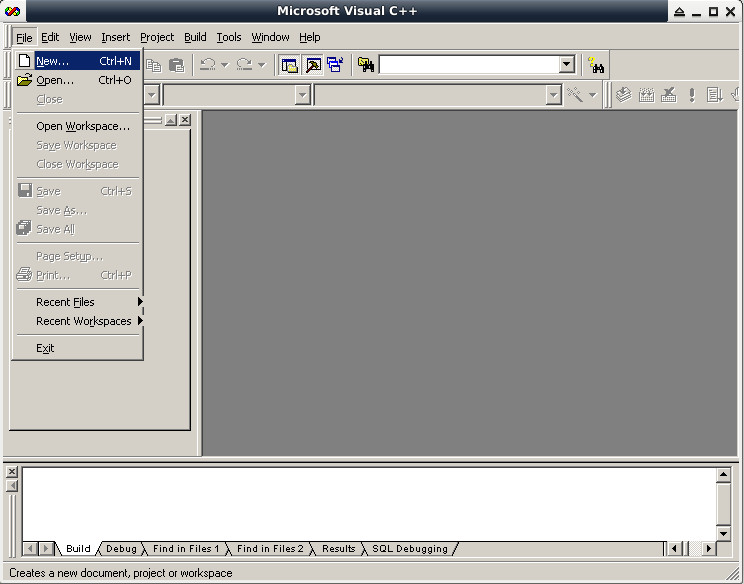 Microsoft Visual C++
File Edit View Insert Project Build Tools Window Help
New... Ctrl+N
Open... Ctrl+O
Close
Open Workspace...
Save Workspace
Close Workspace
Save Ctrl+S
Save As...
Save All
Page Setup...
Print... Ctrl+P
Recent Files
Recent Workspaces
Exit
Build Debug Find in Files 1 Find in Files 2 Results SQL Debugging
Creates a new document, project or workspace